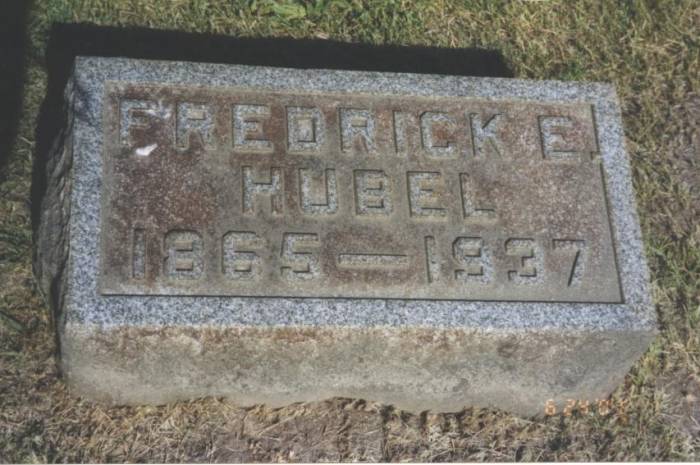 FREDRICK E.
HUBEL
1865 — 1937